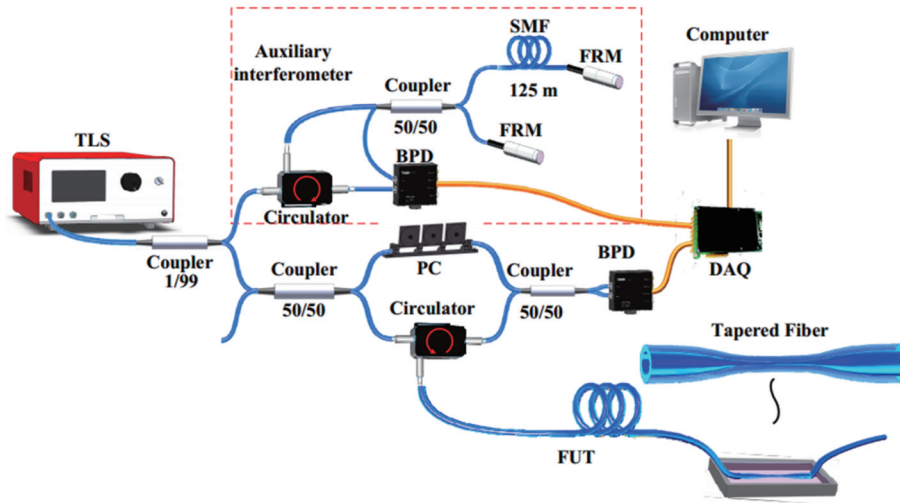 SMF
FRM
Auxiliary
interferometer
Coupler
125 m
50/50
FRM
Computer
TLS
BPD
Circulator
Coupler
1/99
Coupler
50/50
PC
Circulator
Coupler
50/50
BPD
DAQ
Tapered Fiber
FUT